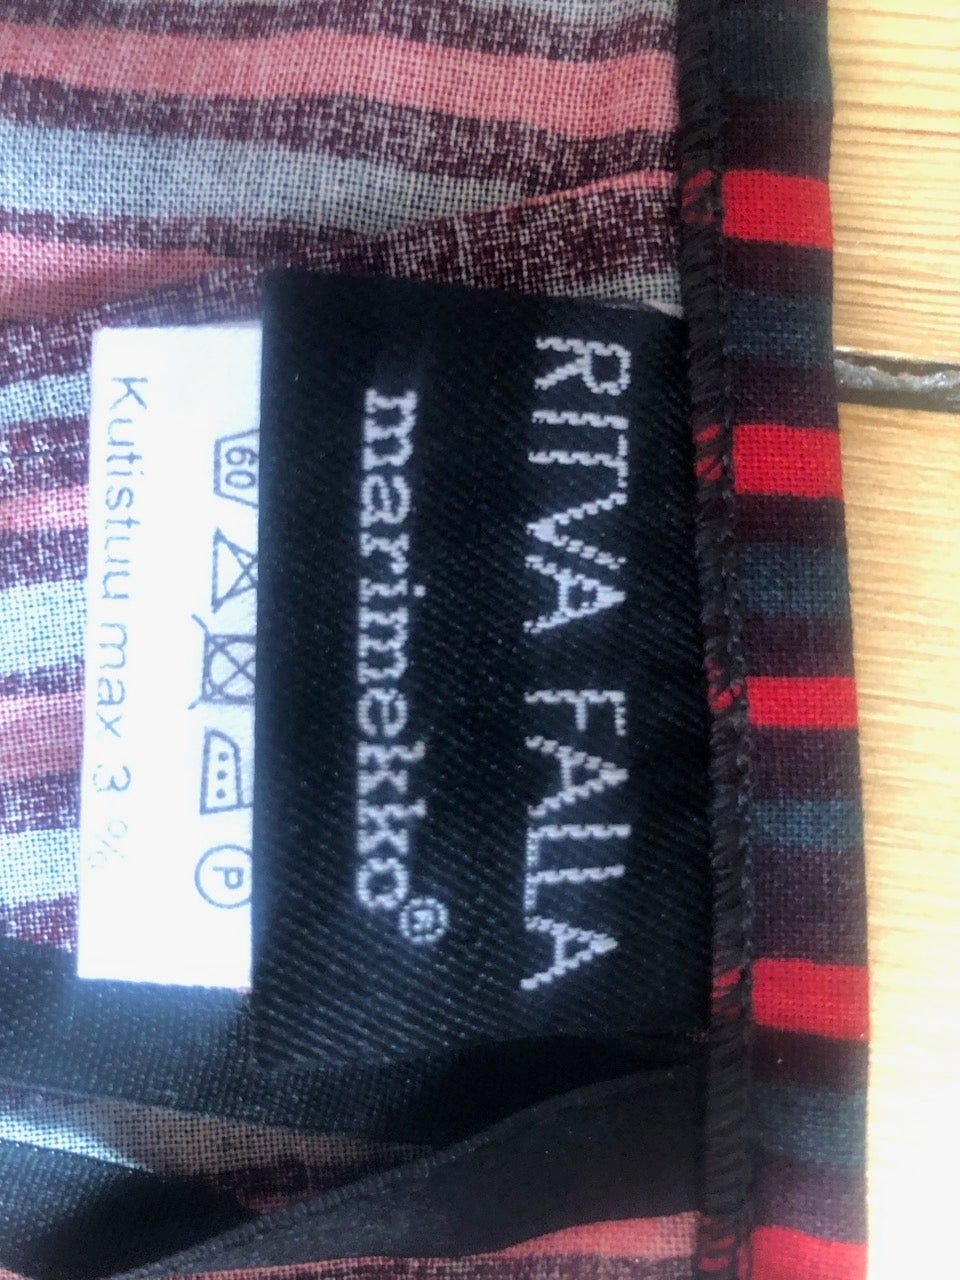 RITVA FALLA
marimekko®
60
P
Kutistuu max 3 %